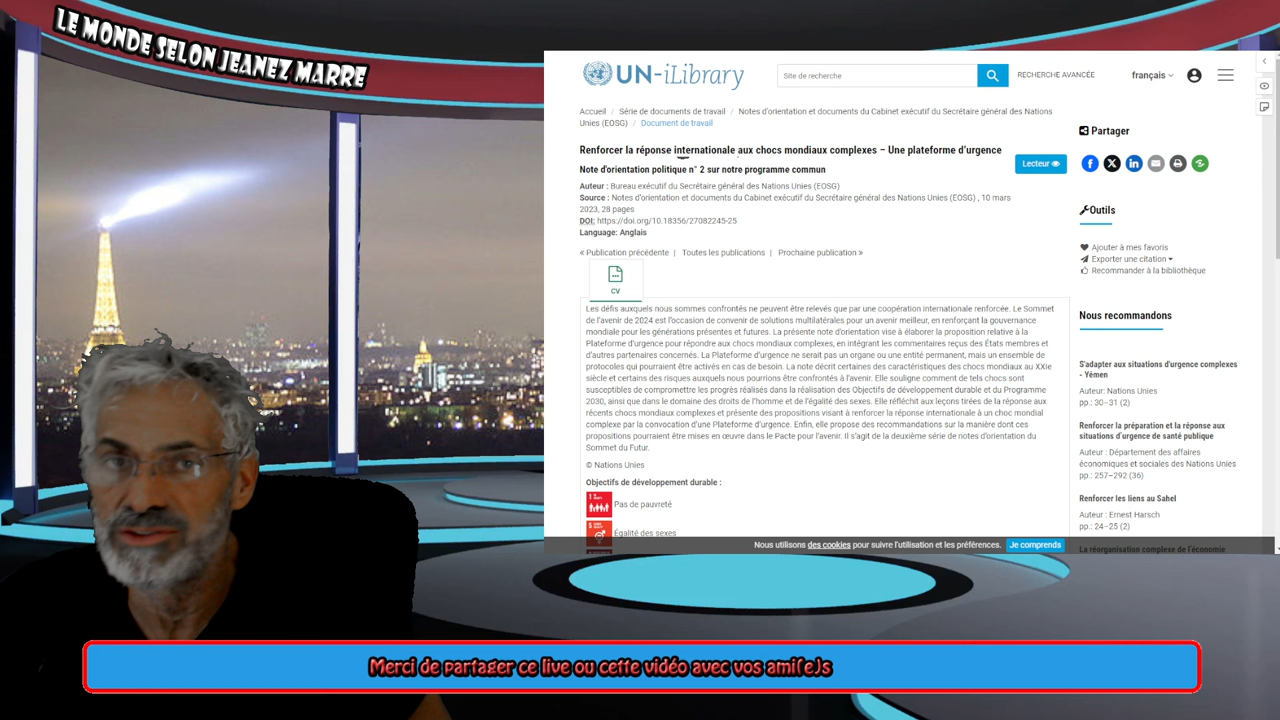 LE MONDE SELON JEANEZ MARRE
UN-iLibrary
Site de recherche
RECHERCHE AVANCÉE
français
Accueil / Série de documents de travail / Notes d'orientation et documents du Cabinet exécutif du Secrétaire général des Nations
Unies (EOSG) / Document de travail
Renforcer la réponse internationale aux chocs mondiaux complexes – Une plateforme d'urgence
Lecteur
Note d'orientation politique n° 2 sur notre programme commun
Auteur : Bureau exécutif du Secrétaire général des Nations Unies (EOSG)
Source : Notes d'orientation et documents du Cabinet exécutif du Secrétaire général des Nations Unies (EOSG) , 10 mars
2023, 28 pages
DOI: https://doi.org/10.18356/27082245-25
Language: Anglais
« Publication précédente | Toutes les publications | Prochaine publication »
CV
Les défis auxquels nous sommes confrontés ne peuvent être relevés que par une coopération internationale renforcée. Le Sommet
de l'avenir de 2024 est l'occasion de convenir de solutions multilatérales pour un avenir meilleur, en renforçant la gouvernance
mondiale pour les générations présentes et futures. La présente note d'orientation vise à élaborer la proposition relative à la
Plateforme d'urgence pour répondre aux chocs mondiaux complexes, en intégrant les commentaires reçus des États membres et
d'autres partenaires concernés. La Plateforme d'urgence ne serait pas un organe ou une entité permanent, mais un ensemble de
protocoles qui pourraient être activés en cas de besoin. La note décrit certaines des caractéristiques des chocs mondiaux au XXIe
siècle et certains des risques auxquels nous pourrions être confrontés à l'avenir. Elle souligne comment de tels chocs sont
susceptibles de compromettre les progrès réalisés dans la réalisation des Objectifs de développement durable et du Programme
2030, ainsi que dans le domaine des droits de l'homme et de l'égalité des sexes. Elle réfléchit aux leçons tirées de la réponse aux
récents chocs mondiaux complexes et présente des propositions visant à renforcer la réponse internationale à un choc mondial
complexe par la convocation d'une Plateforme d'urgence. Enfin, elle propose des recommandations sur la manière dont ces
propositions pourraient être mises en œuvre dans le Pacte pour l'avenir. Il s'agit de la deuxième série de notes d'orientation du
Sommet du Futur.
© Nations Unies
Objectifs de développement durable :
Pas de pauvreté
Égalité des sexes
Partager
Outils
Ajouter à mes favoris
Exporter une citation
Recommander à la bibliothèque
Nous recommandons
S'adapter aux situations d'urgence complexes
- Yémen
Auteur: Nations Unies
pp.: 30–31 (2)
Renforcer la préparation et la réponse aux
situations d'urgence de santé publique
Auteur : Département des affaires
économiques et sociales des Nations Unies
pp.: 257–292 (36)
Renforcer les liens au Sahel
Auteur : Ernest Harsch
pp.: 24–25 (2)
La réorganisation complexe de l'économie
Nous utilisons des cookies pour suivre l'utilisation et les préférences. Je comprends
Merci de partager ce live ou cette vidéo avec vos ami(e)s